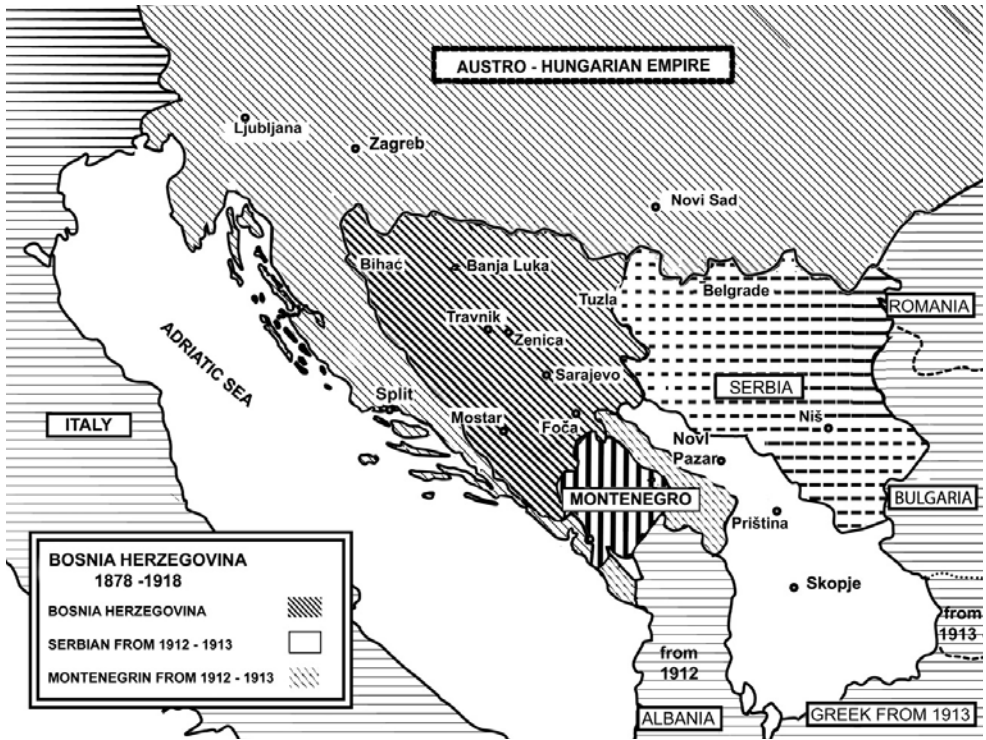 AUSTRO - HUNGARIAN EMPIRE
Ljubljana
Zagreb
Novi Sad
Bihać
Banja Luka
Tuzla
Belgrade
ROMANIA
Travnik
Zenica
ADRIATIC SEA
Sarajevo
SERBIA
Split
Mostar
Foča
Niš
ITALY
NovI
Pazar
MONTENEGRO
BULGARIA
Priština
Skopje
BOSNIA HERZEGOVINA
1878 -1918
BOSNIA HERZEGOVINA
SERBIAN FROM 1912 - 1913
MONTENEGRIN FROM 1912 - 1913
from
1913
from
1912
ALBANIA
GREEK FROM 1913